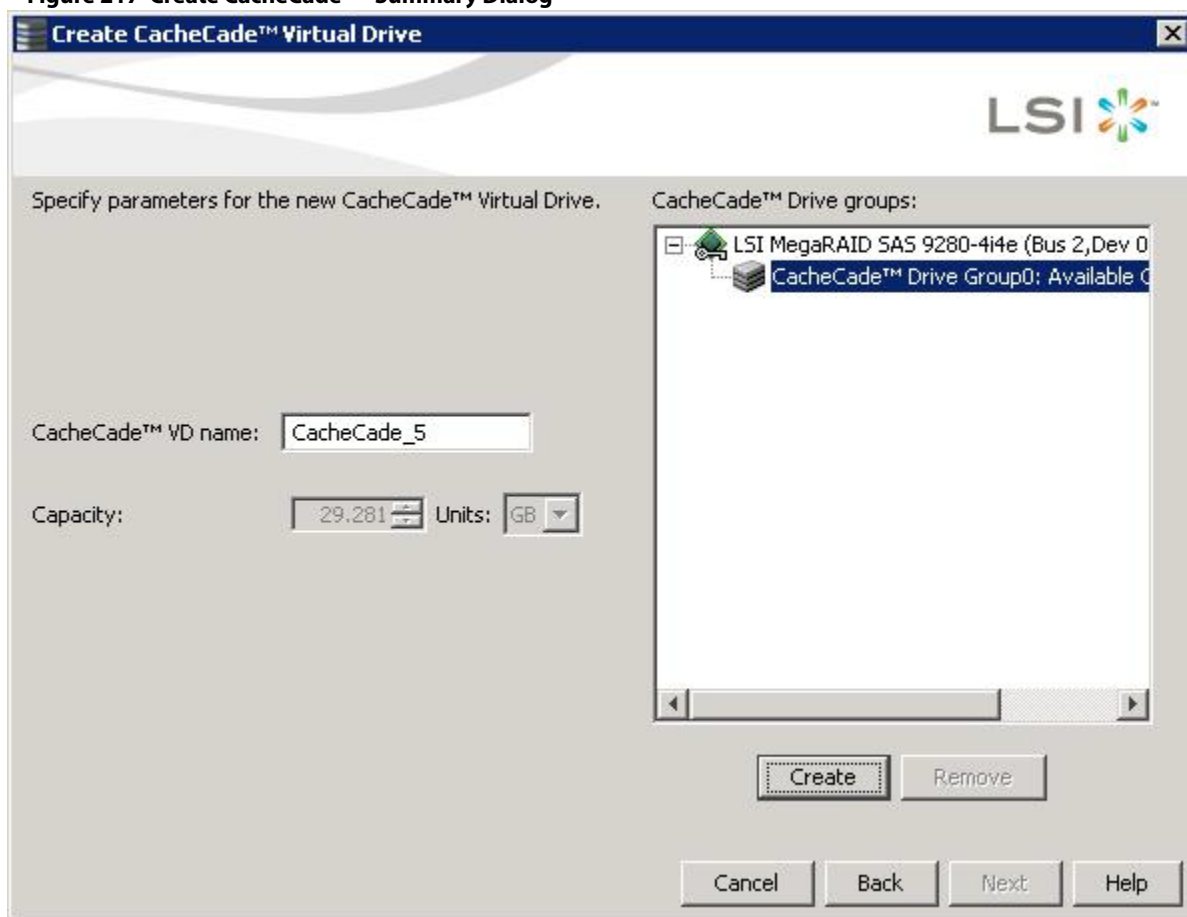 Create CacheCade™ Virtual Drive
LSI
Specify parameters for the new CacheCade™ Virtual Drive.
CacheCade™ Drive groups:
LSI MegaRAID SAS 9280-4i4e (Bus 2,Dev 0
CacheCade™ Drive Group0: Available
CacheCade™ VD name: CacheCade_5
Capacity: 29.281 Units: GB
Create Remove
Cancel Back Next Help